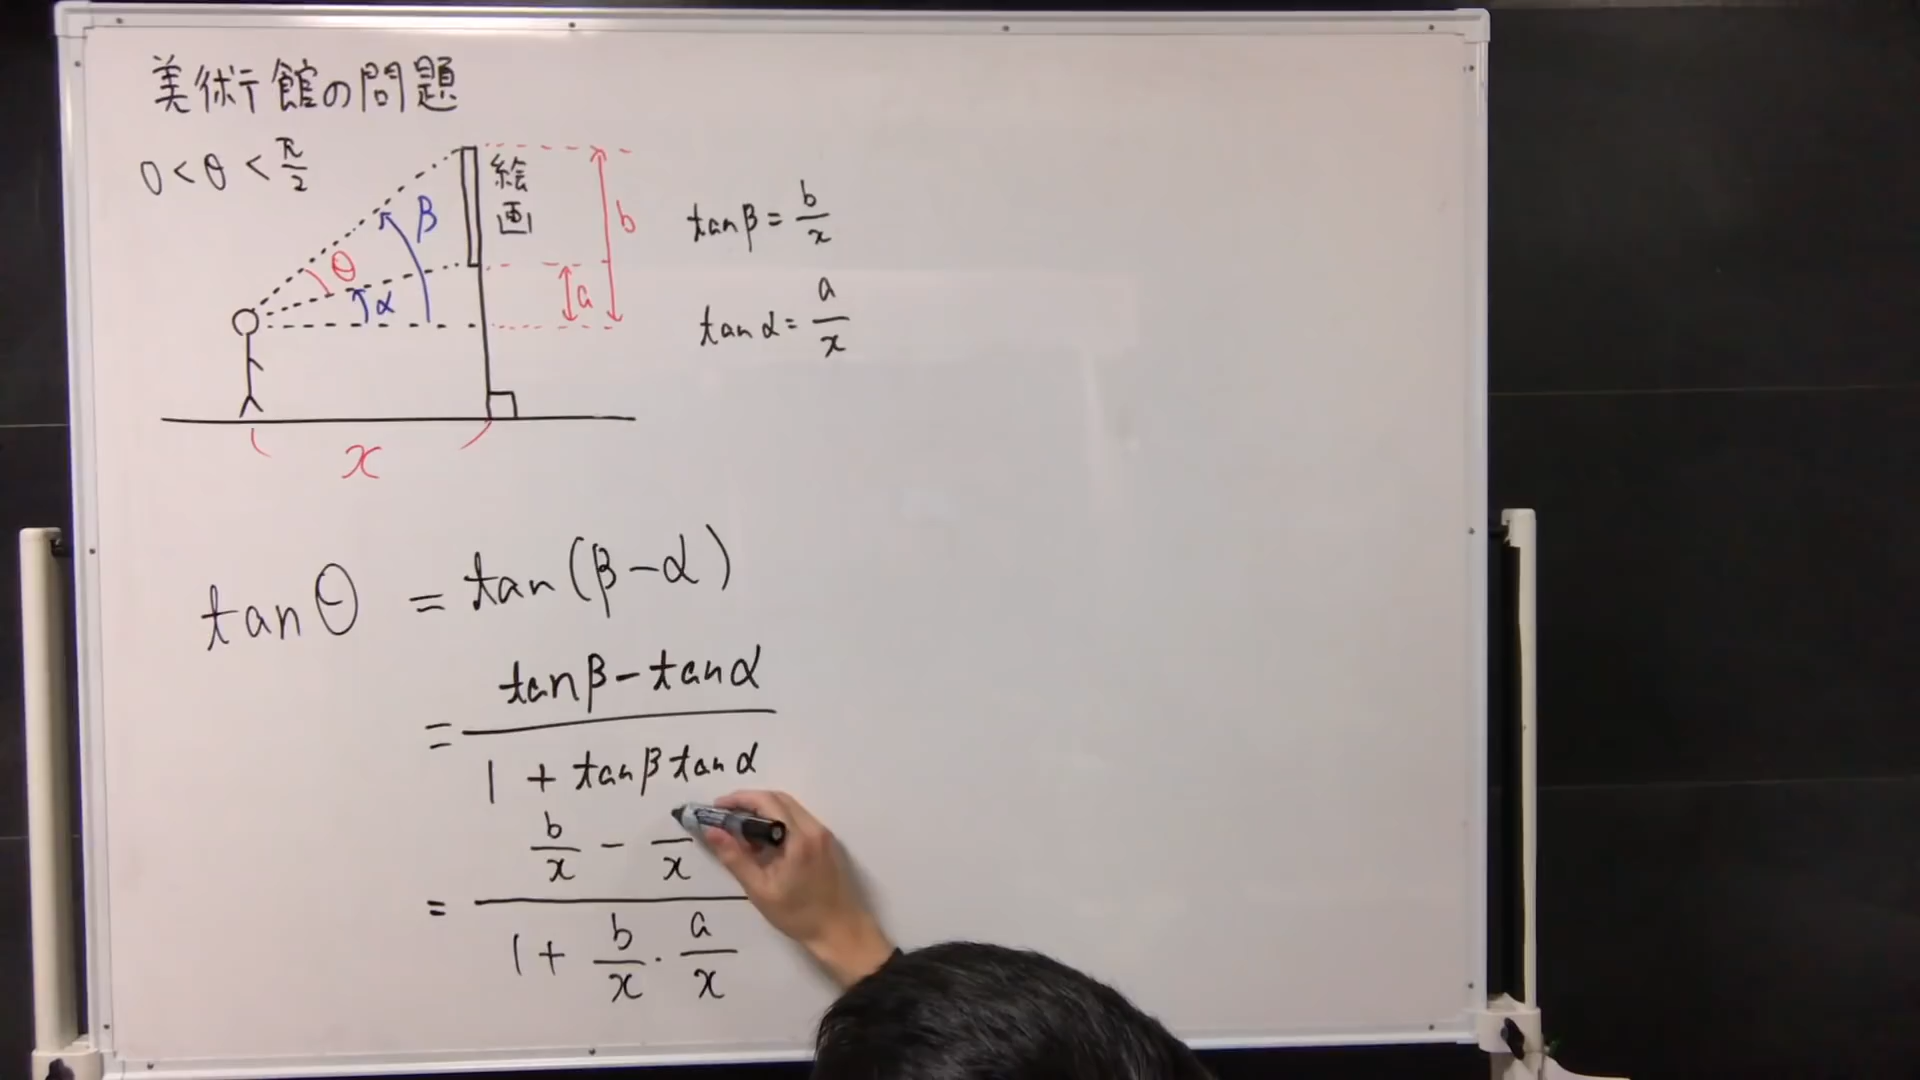 美術館の問題
0 < θ < π/2
絵画
β
θ
α
b
a
x
tanβ = b/x
tanα = a/x
tanθ = tan(β-α)
= (tanβ - tanα)/(1 + tanβ tanα)
= (b/x - /x)/(1 + b/x · a/x)